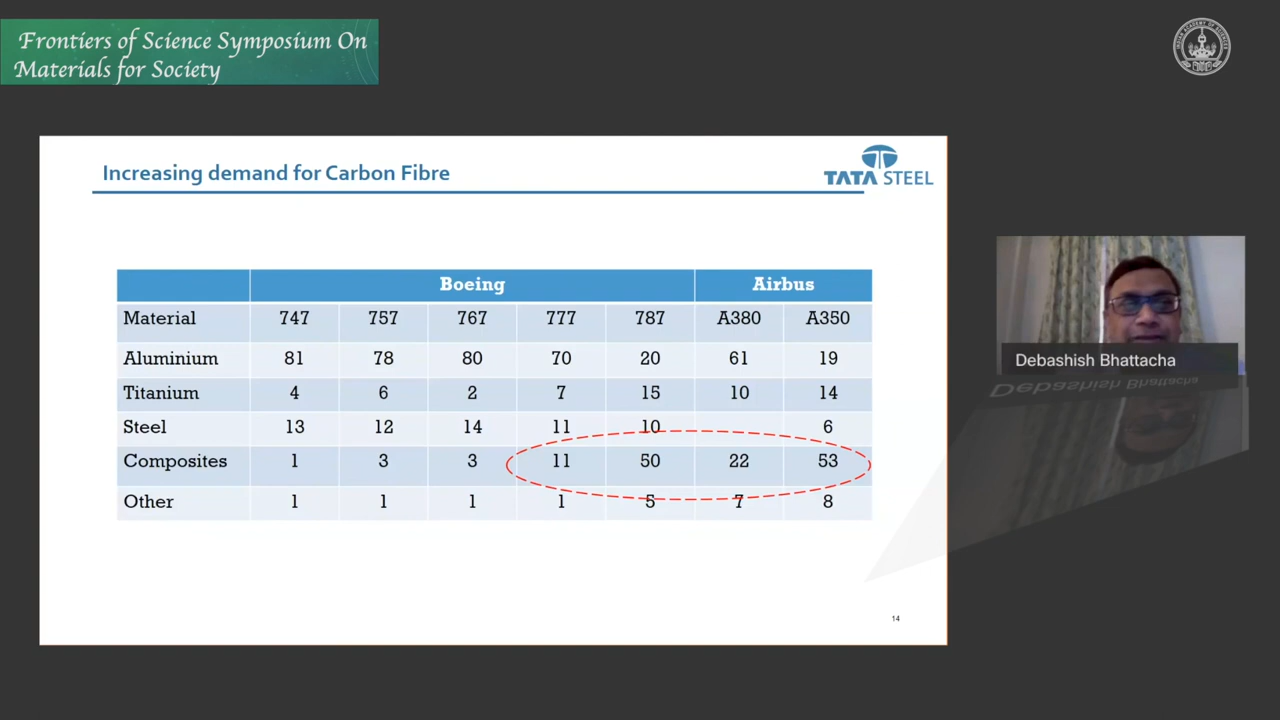 Frontiers of Science Symposium On
Materials for Society
Increasing demand for Carbon Fibre
TATA STEEL
Boeing Airbus
Material 747 757 767 777 787 A380 A350
Aluminium 81 78 80 70 20 61 19
Titanium 4 6 2 7 15 10 14
Steel 13 12 14 11 10 6
Composites 1 3 3 11 50 22 53
Other 1 1 1 1 5 7 8
14
Debashish Bhattacha
Debashish Bhattacha